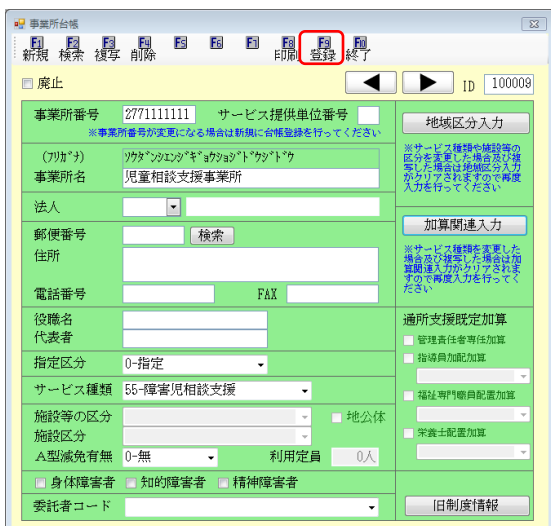 事業所台帳
F1 F2 F3 F4 F5 F6 F7 F8 F9 F10
新規 検索 複写 削除 印刷 登録 終了
廃止 ID 100009
事業所番号 2771111111 サービス提供単位番号
※事業所番号が変更になる場合は新規に台帳登録を行ってください
(フリガナ) ソウダンシエンジギョウショジドウソウダンジドウ
事業所名 児童相談支援事業所
法人
郵便番号 検索
住所
電話番号 FAX
役職名
代表者
指定区分 0-指定
サービス種類 55-障害児相談支援
施設等の区分 地公体
施設区分
A型減免有無 0-無 利用定員 0人
身体障害者 知的障害者 精神障害者
委託者コード
地域区分入力
※サービス種類や施設等の
区分を変更した場合及び複
写した場合は地域区分入力
がクリアされますので再度
入力を行ってください
加算関連入力
※サービス種類を変更した
場合及び複写した場合は加
算関連入力がクリアされま
すので再度入力を行ってく
ださい
通所支援既定加算
管理責任者専任加算
指導員加配加算
福祉専門職員配置加算
栄養士配置加算
旧制度情報